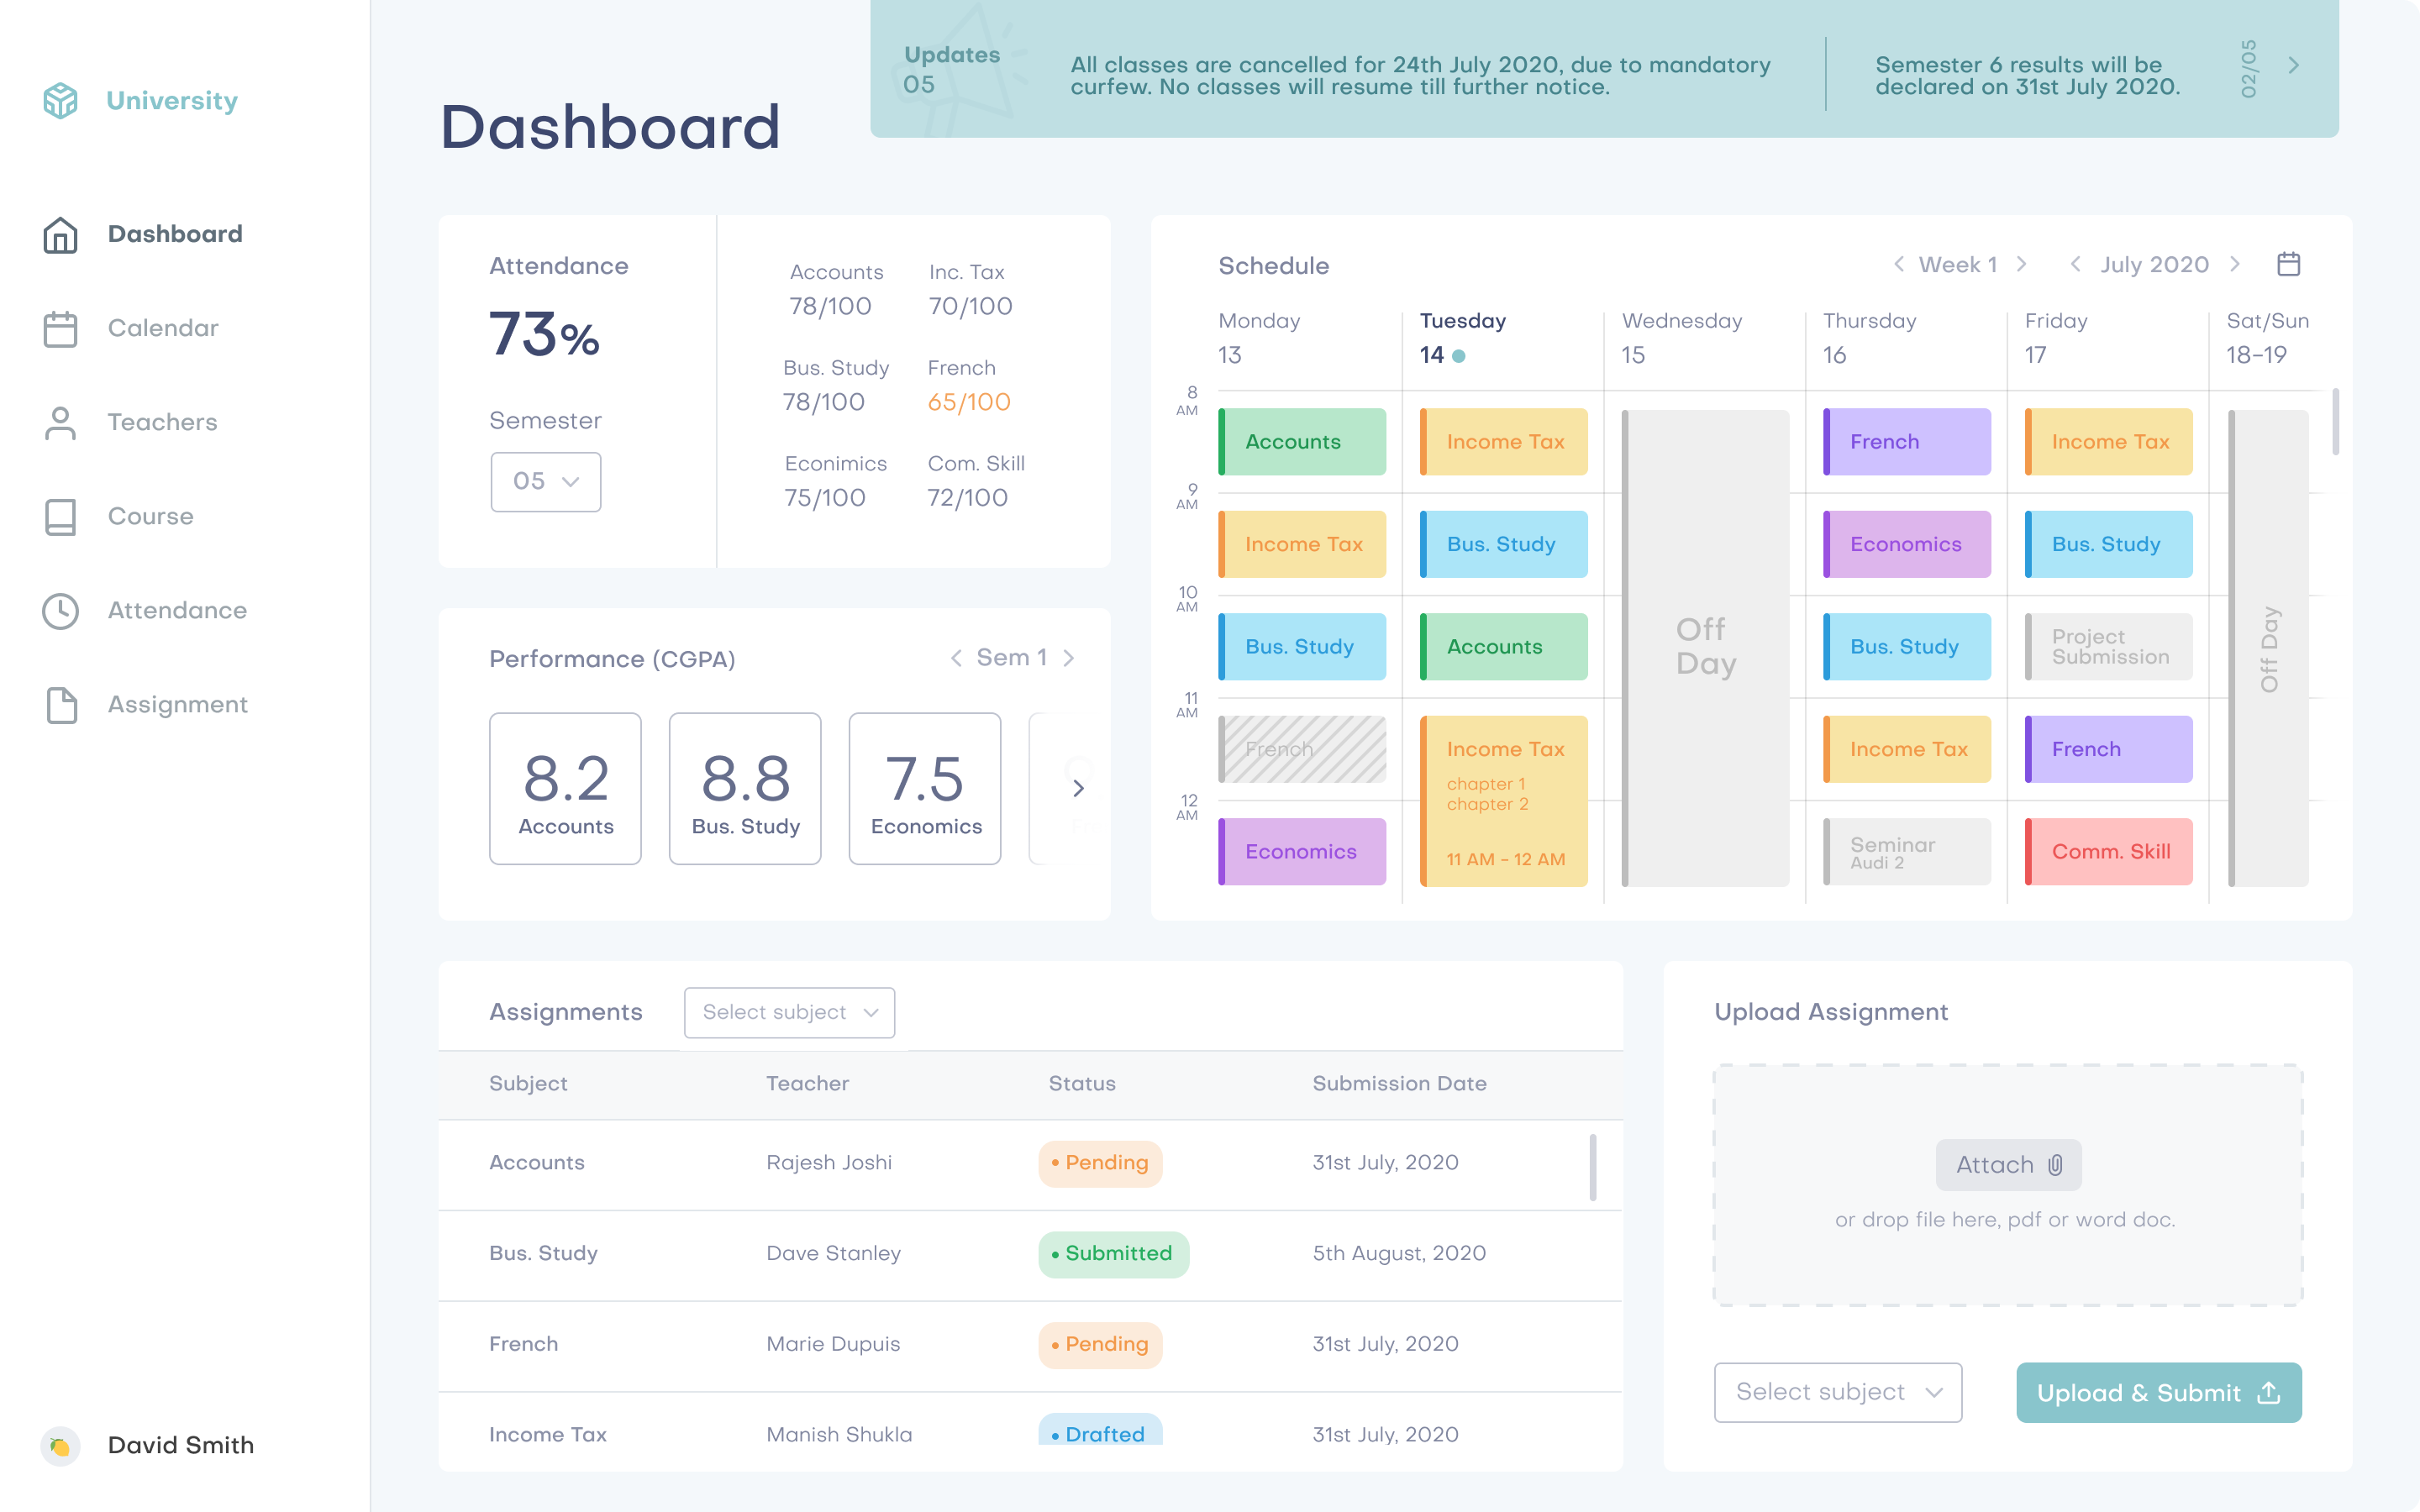 University
Dashboard
Calendar
Teachers
Course
Attendance
Assignment
David Smith
Dashboard
Updates
05
All classes are cancelled for 24th July 2020, due to mandatory
curfew. No classes will resume till further notice.
Semester 6 results will be
declared on 31st July 2020.
02/05
Attendance
73%
Semester
05
Accounts
78/100
Inc. Tax
70/100
Bus. Study
78/100
French
65/100
Econimics
75/100
Com. Skill
72/100
Performance (CGPA)
Sem 1
8.2
Accounts
8.8
Bus. Study
7.5
Economics
Schedule
Week 1
July 2020
Monday
13
Tuesday
14
Wednesday
15
Thursday
16
Friday
17
Sat/Sun
18-19
8
AM
9
AM
10
AM
11
AM
12
AM
Accounts
Income Tax
Bus. Study
French
Economics
Income Tax
Bus. Study
Accounts
Income Tax
chapter 1
chapter 2
11 AM - 12 AM
Off
Day
French
Economics
Bus. Study
Income Tax
Seminar
Audi 2
Income Tax
Bus. Study
Project
Submission
French
Comm. Skill
Off Day
Assignments
Select subject
Subject Teacher Status Submission Date
Accounts Rajesh Joshi • Pending 31st July, 2020
Bus. Study Dave Stanley • Submitted 5th August, 2020
French Marie Dupuis • Pending 31st July, 2020
Income Tax Manish Shukla • Drafted 31st July, 2020
Upload Assignment
Attach
or drop file here, pdf or word doc.
Select subject
Upload & Submit